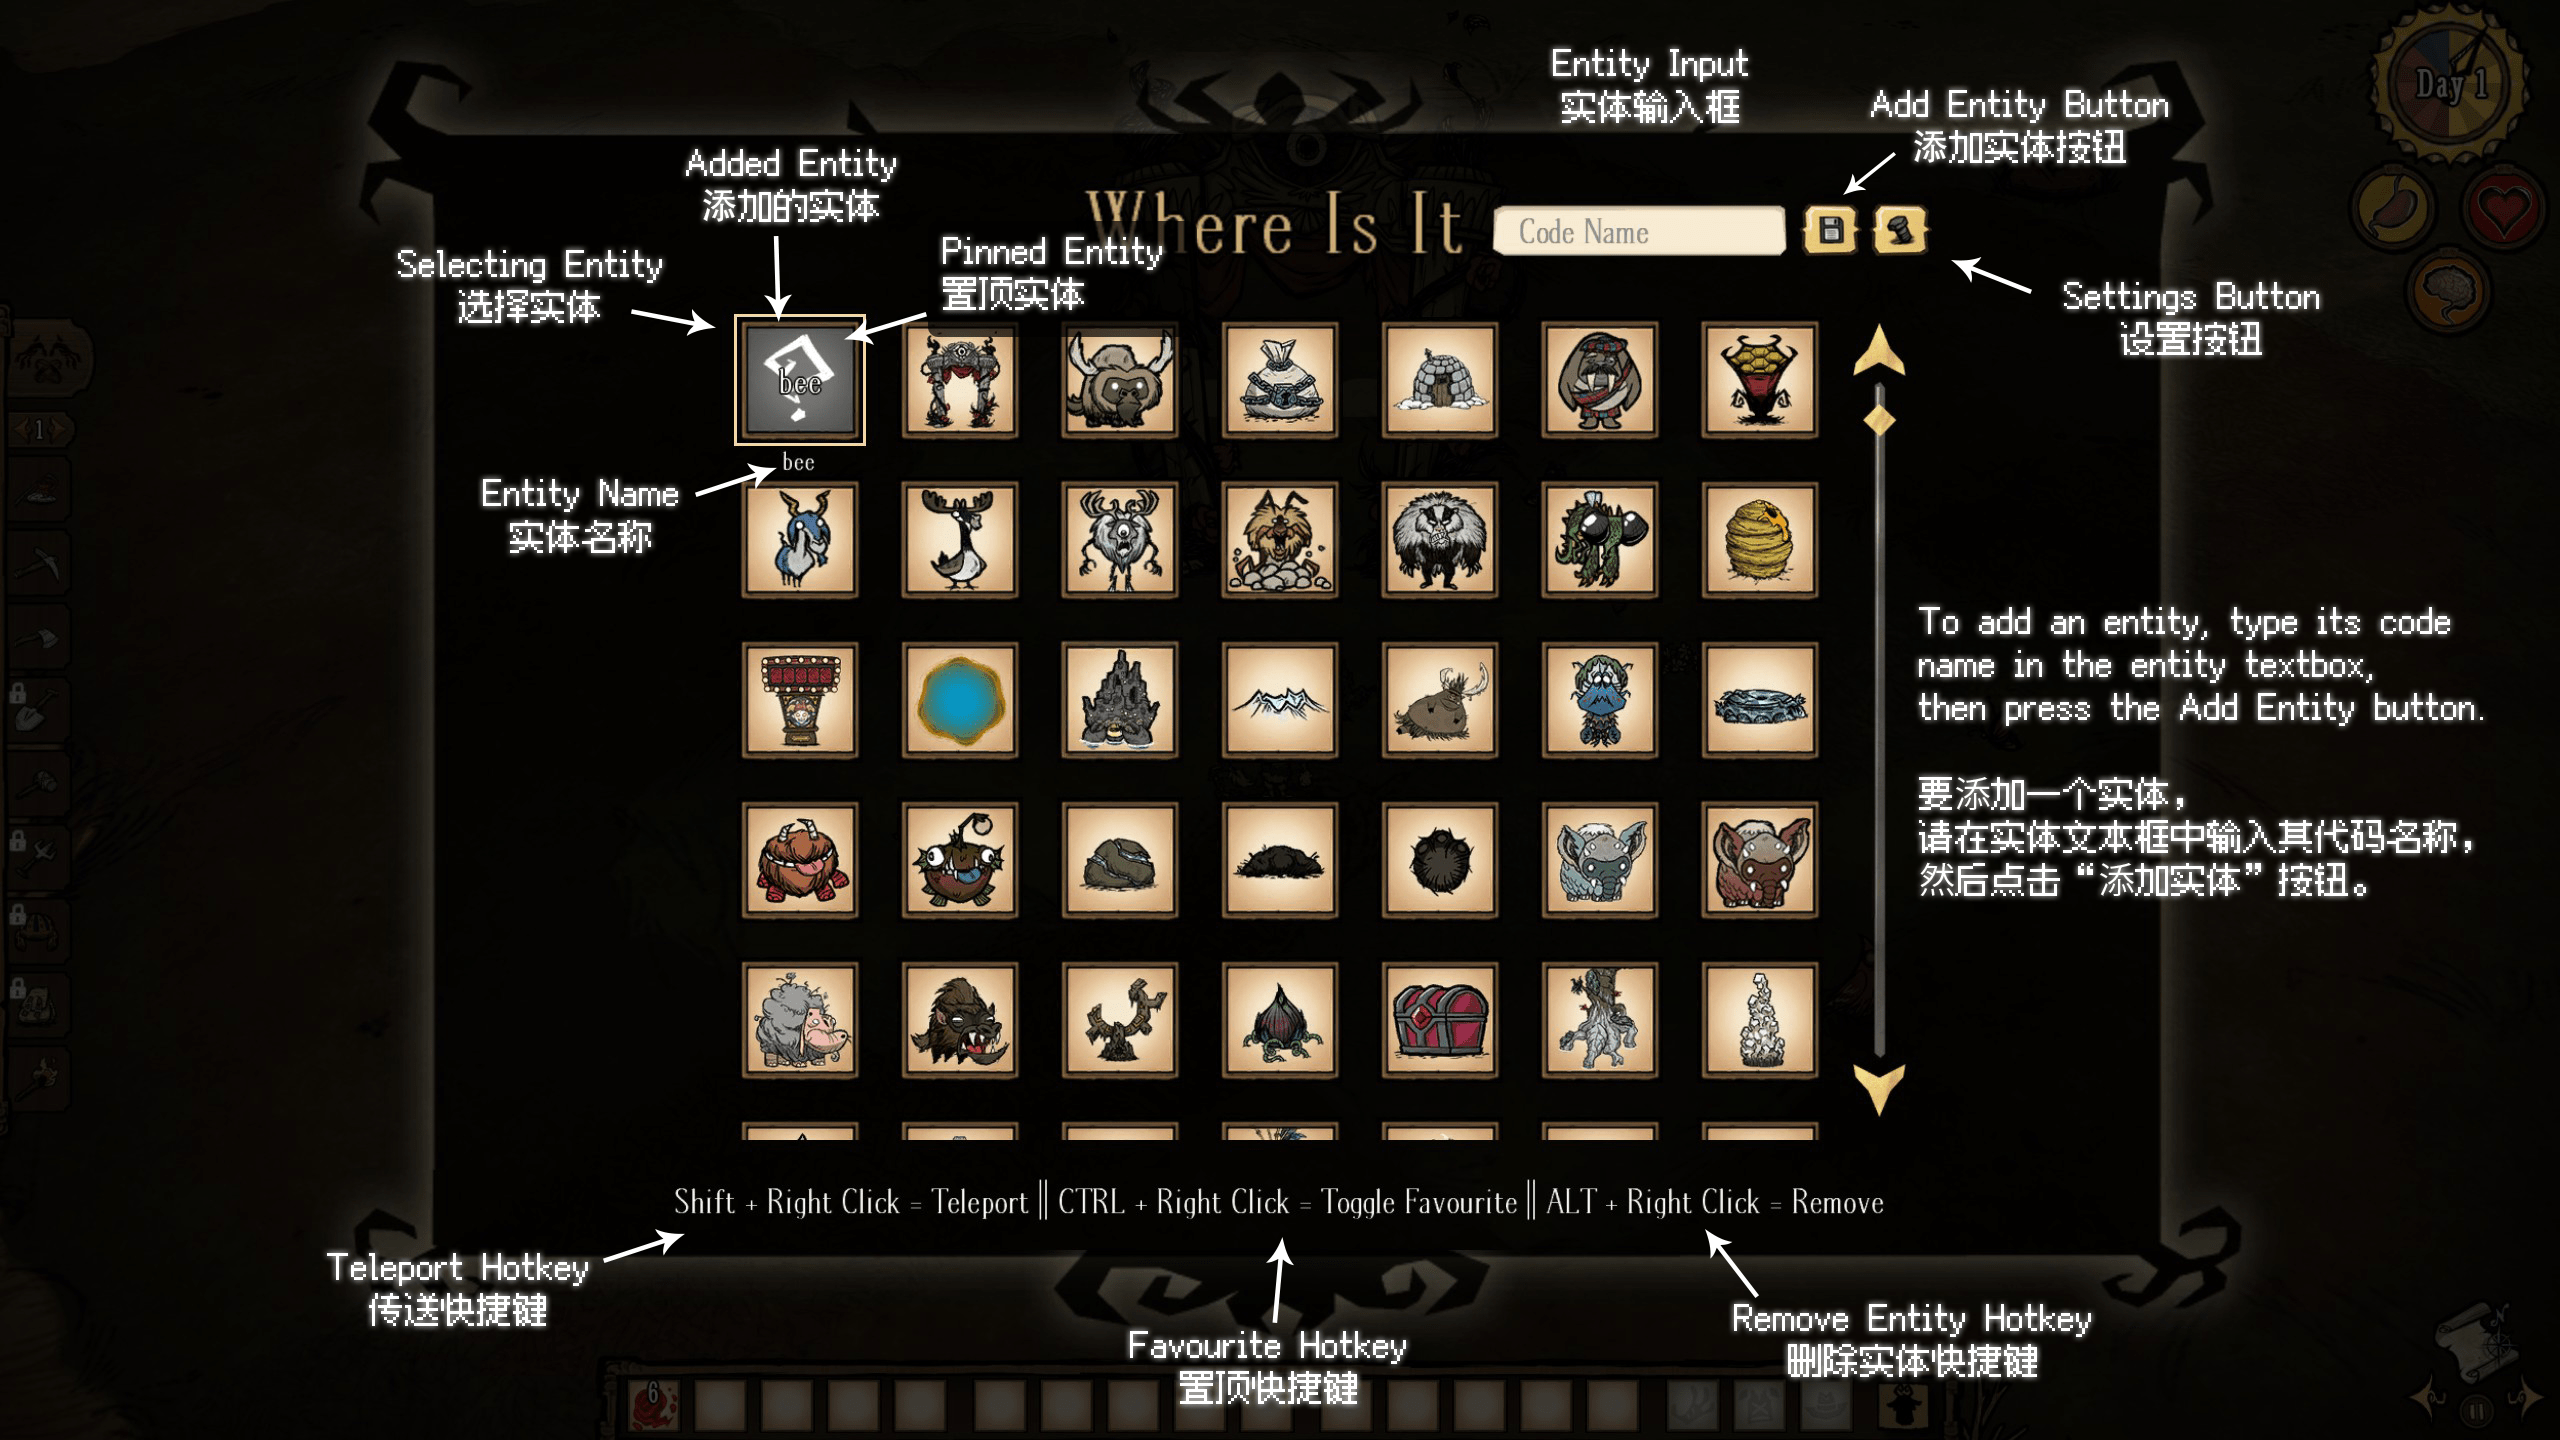 Entity Input
实体输入框
Add Entity Button
添加实体按钮
Day 1
Added Entity
添加的实体
Where Is It
Code Name
Selecting Entity
选择实体
Pinned Entity
置顶实体
Settings Button
设置按钮
bee
1
bee
Entity Name
实体名称
To add an entity, type its code
name in the entity textbox,
then press the Add Entity button.
要添加一个实体，
请在实体文本框中输入其代码名称，
然后点击“添加实体”按钮。
Shift + Right Click = Teleport || CTRL + Right Click = Toggle Favourite || ALT + Right Click = Remove
Teleport Hotkey
传送快捷键
Favourite Hotkey
置顶快捷键
Remove Entity Hotkey
删除实体快捷键
6